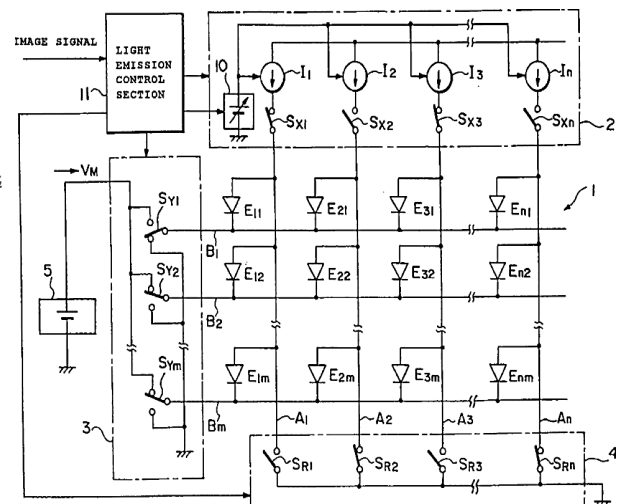 IMAGE SIGNAL
LIGHT
EMISSION
CONTROL
SECTION
11
10
I1 I2 I3 In
SX1 SX2 SX3 SXn
2
VM
1
SY1
E11 E21 E31 En1
B1
5
SY2
E12 E22 E32 En2
B2
SYm
E1m E2m E3m Enm
Bm
3
A1 A2 A3 An
4
SR1 SR2 SR3 SRn